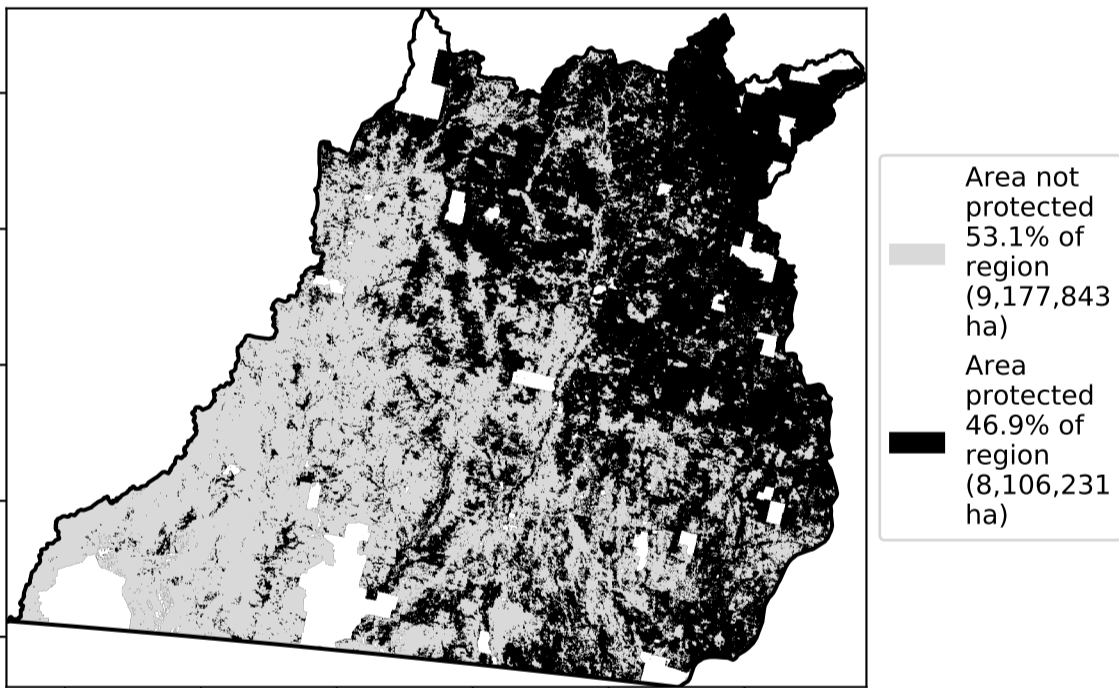 Area not
protected
53.1% of
region
(9,177,843
ha)
Area
protected
46.9% of
region
(8,106,231
ha)